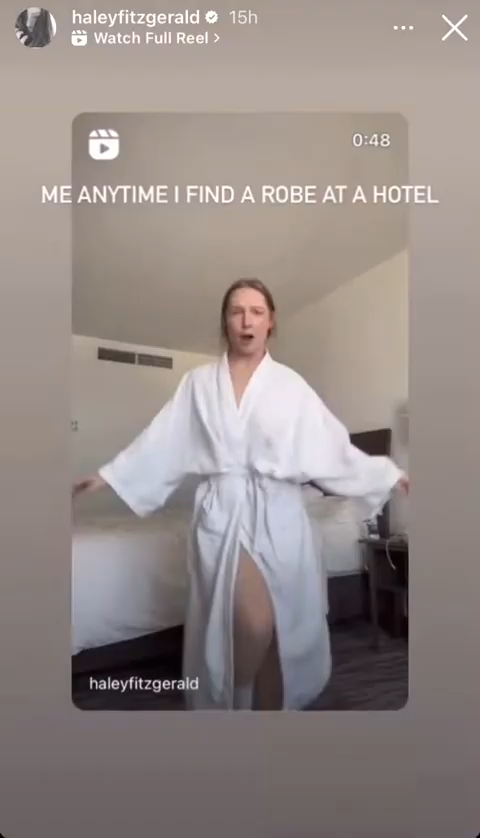 haleyfitzgerald 15h
Watch Full Reel >
0:48
ME ANYTIME I FIND A ROBE AT A HOTEL
haleyfitzgerald